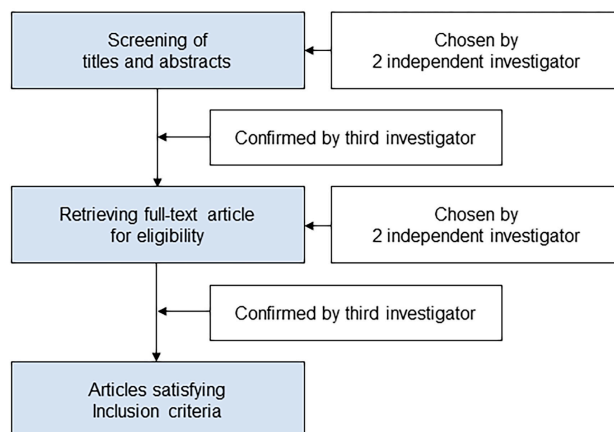 Screening of
titles and abstracts
Chosen by
2 independent investigator
Confirmed by third investigator
Retrieving full-text article
for eligibility
Chosen by
2 independent investigator
Confirmed by third investigator
Articles satisfying
Inclusion criteria